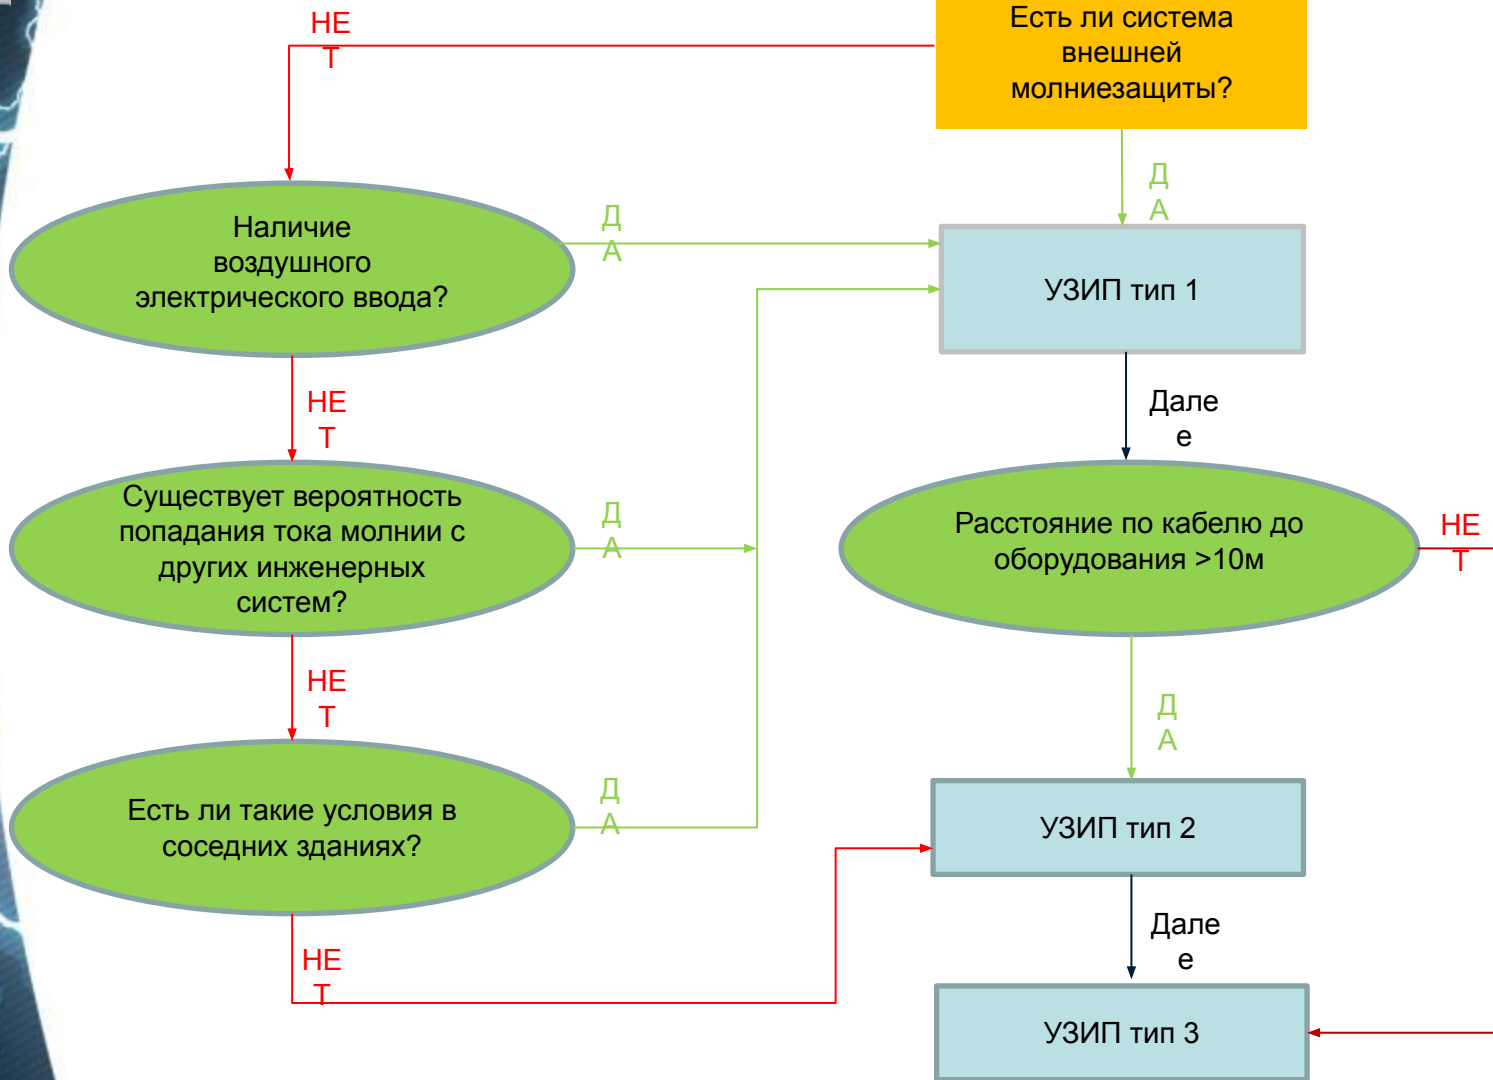 НЕ
Т
Есть ли система
внешней
молниезащиты?
Д
А
Наличие
воздушного
электрического ввода?
Д
А
УЗИП тип 1
НЕ
Т
Дале
е
Существует вероятность
попадания тока молнии с
других инженерных
систем?
Д
А
Расстояние по кабелю до
оборудования >10м
НЕ
Т
НЕ
Т
Д
А
Есть ли такие условия в
соседних зданиях?
Д
А
УЗИП тип 2
НЕ
Т
Дале
е
УЗИП тип 3